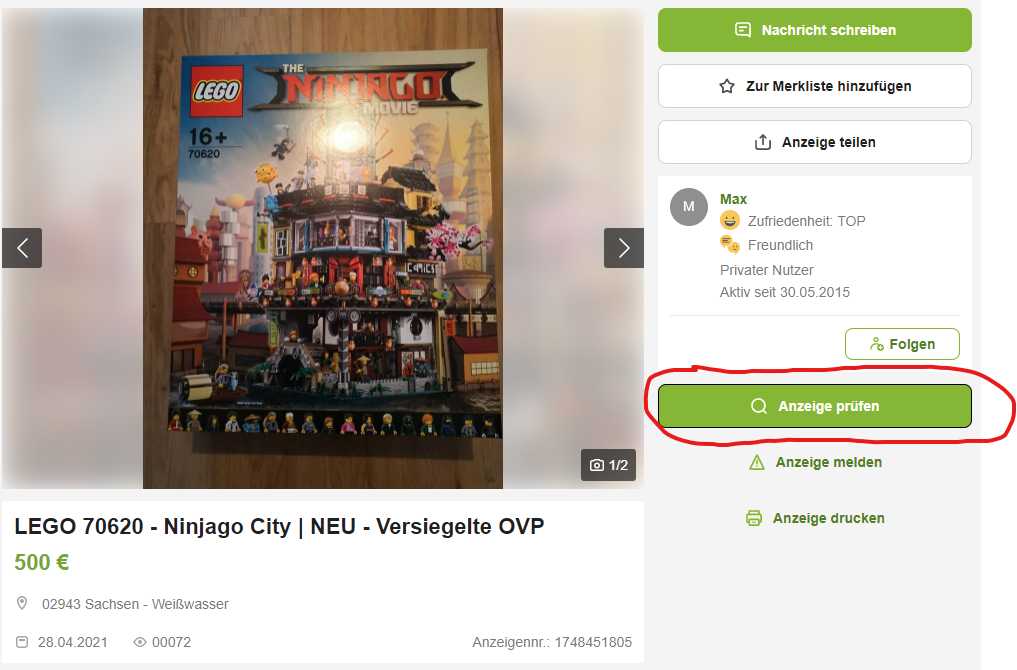 LEGO
THE
NINJAGO
MOVIE
16+
70620
COMICS
1/2
LEGO 70620 - Ninjago City | NEU - Versiegelte OVP
500 €
02943 Sachsen - Weißwasser
28.04.2021
00072
Anzeigennr.: 1748451805
Nachricht schreiben
Zur Merkliste hinzufügen
Anzeige teilen
M
Max
Zufriedenheit: TOP
Freundlich
Privater Nutzer
Aktiv seit 30.05.2015
Folgen
Anzeige prüfen
Anzeige melden
Anzeige drucken